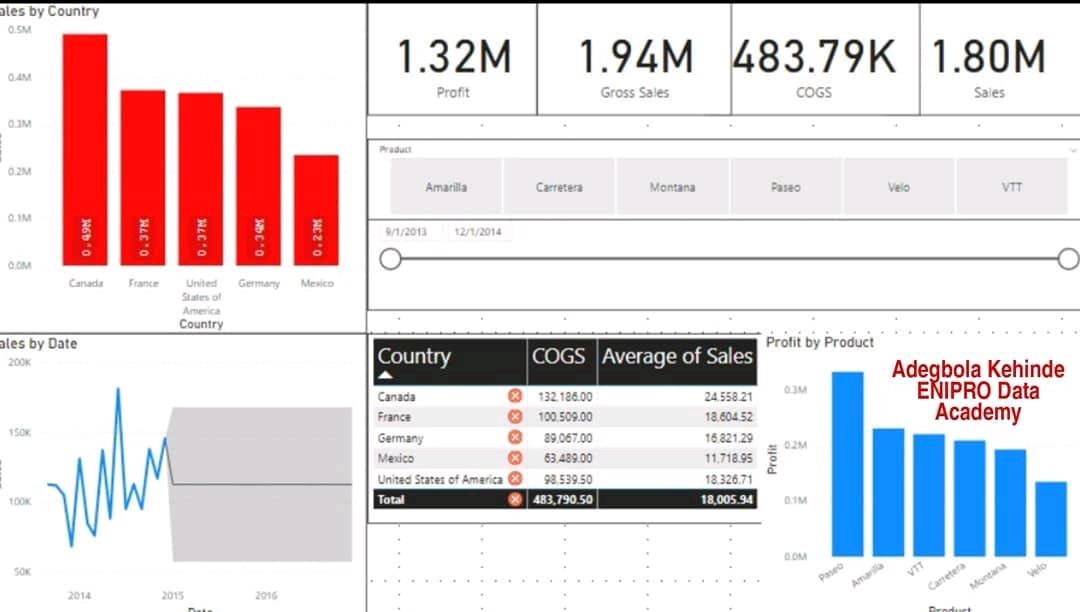 ales by Country
0.5M
0.4M
0.3M
0.2M
0.1M
0.0M
0.49M
0.37M
0.37M
0.34M
0.23M
Canada
France
United
States of
America
Germany
Mexico
Country
1.32M
Profit
1.94M
Gross Sales
483.79K
COGS
1.80M
Sales
Product
Amarilla
Carretera
Montana
Paseo
Velo
VTT
9/1/2013
12/1/2014
ales by Date
200K
150K
100K
50K
2014
2015
2016
Date
Country COGS Average of Sales
Canada 132,186.00 24,558.21
France 100,509.00 18,604.52
Germany 89,067.00 16,821.29
Mexico 63,489.00 11,718.95
United States of America 98,539.50 18,326.71
Total 483,790.50 18,005.94
Profit by Product
Adegbola Kehinde
ENIPRO Data
Academy
Profit
0.3M
0.2M
0.1M
0.0M
Paseo
Amarilla
VTT
Carretera
Montana
Velo
Product